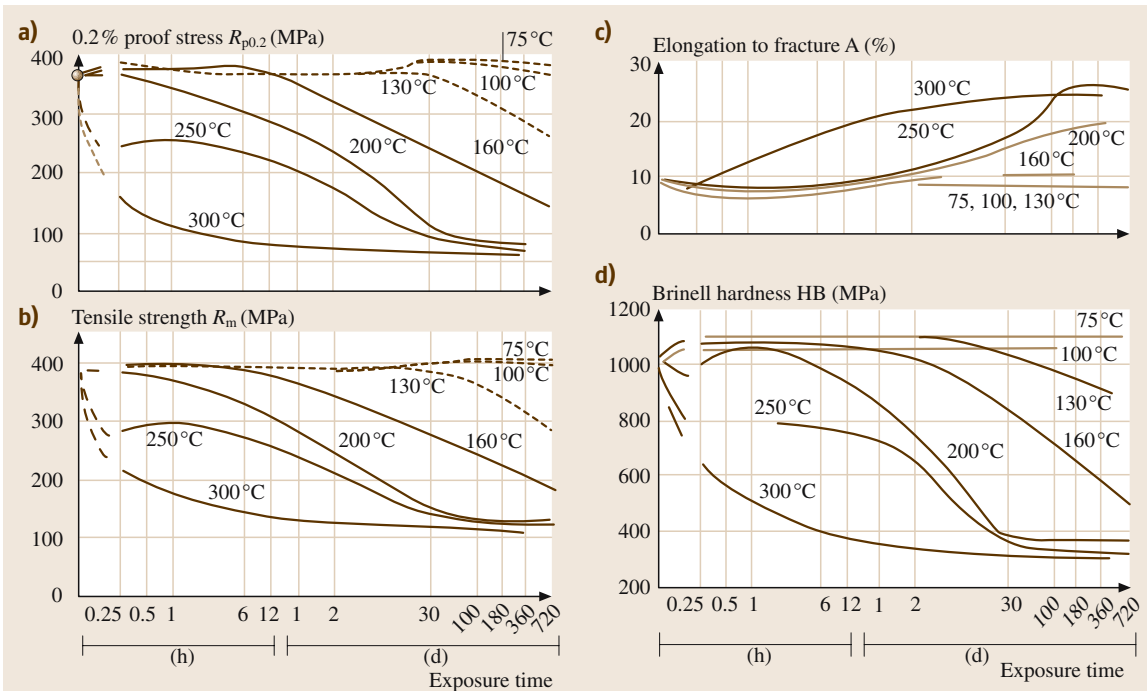 a) 0.2% proof stress Rp0.2 (MPa)
400
300
200
100
0
75 °C
100 °C
130 °C
160 °C
200 °C
250 °C
300 °C
b) Tensile strength Rm (MPa)
400
300
200
100
0
75 °C
100 °C
130 °C
160 °C
200 °C
250 °C
300 °C
0.25 0.5 1 6 12 1 2 30 100 180 360 720
(h) (d)
Exposure time
c) Elongation to fracture A (%)
30
20
10
0
300 °C
250 °C
200 °C
160 °C
75, 100, 130 °C
d) Brinell hardness HB (MPa)
1200
1000
800
600
400
200
75 °C
100 °C
130 °C
160 °C
200 °C
250 °C
300 °C
0.25 0.5 1 6 12 1 2 30 100 180 360 720
(h) (d)
Exposure time